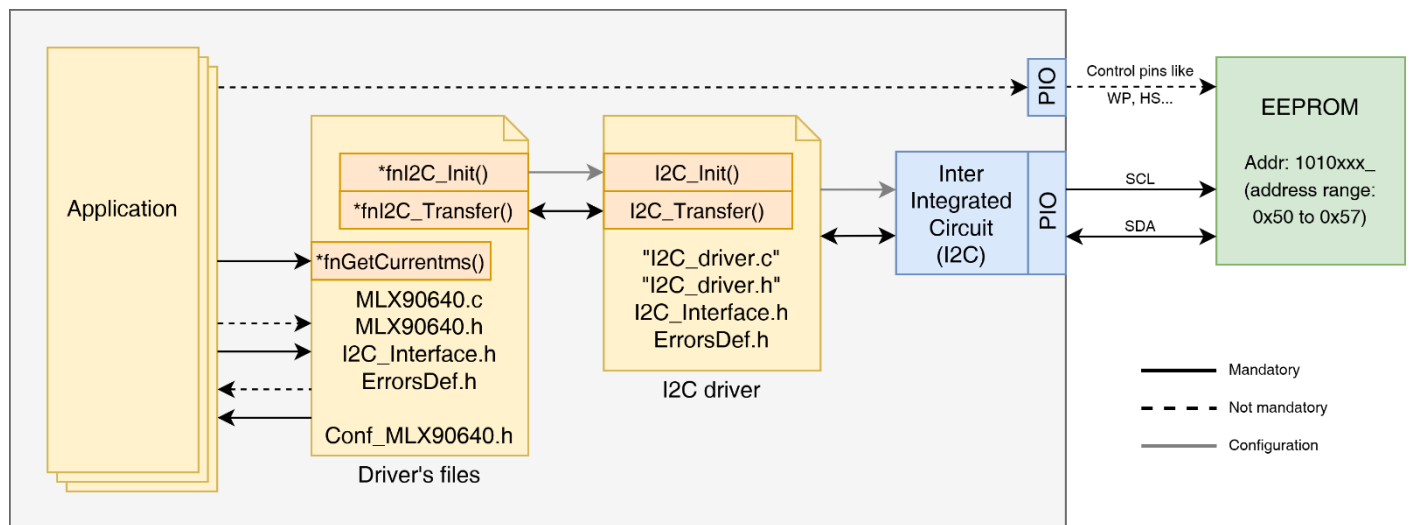 Application
*fnI2C_Init()
*fnI2C_Transfer()
*fnGetCurrentms()
MLX90640.c
MLX90640.h
I2C_Interface.h
ErrorsDef.h
Conf_MLX90640.h
Driver's files
I2C_Init()
I2C_Transfer()
"I2C_driver.c"
"I2C_driver.h"
I2C_Interface.h
ErrorsDef.h
I2C driver
Inter
Integrated
Circuit
(I2C)
PIO
PIO
Control pins like
WP, HS...
SCL
SDA
EEPROM
Addr: 1010xxx_
(address range:
0x50 to 0x57)
Mandatory
Not mandatory
Configuration